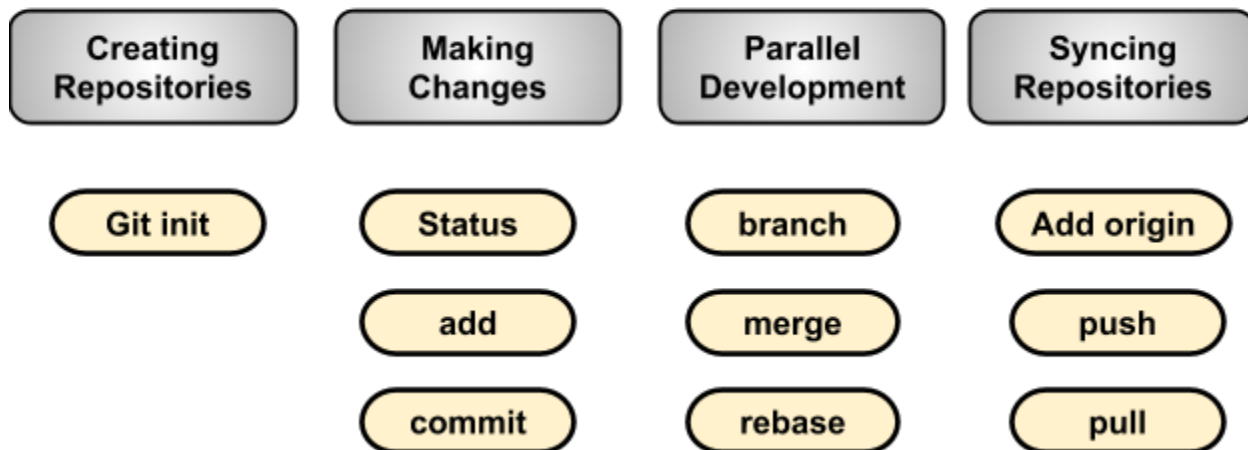 Creating
Repositories
Making
Changes
Parallel
Development
Syncing
Repositories
Git init
Status
branch
Add origin
add
merge
push
commit
rebase
pull